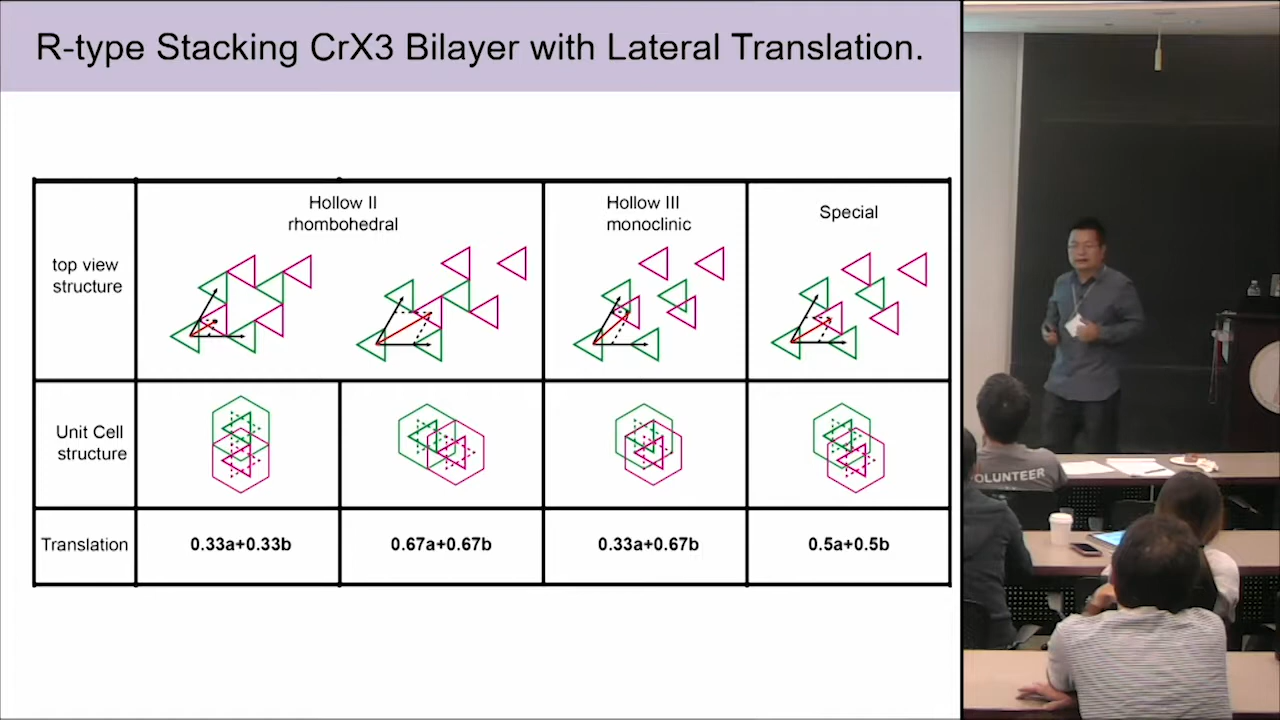 R-type Stacking CrX3 Bilayer with Lateral Translation.
Hollow II
rhombohedral
Hollow III
monoclinic
Special
top view
structure
Unit Cell
structure
Translation
0.33a+0.33b
0.67a+0.67b
0.33a+0.67b
0.5a+0.5b
OLUNTEER